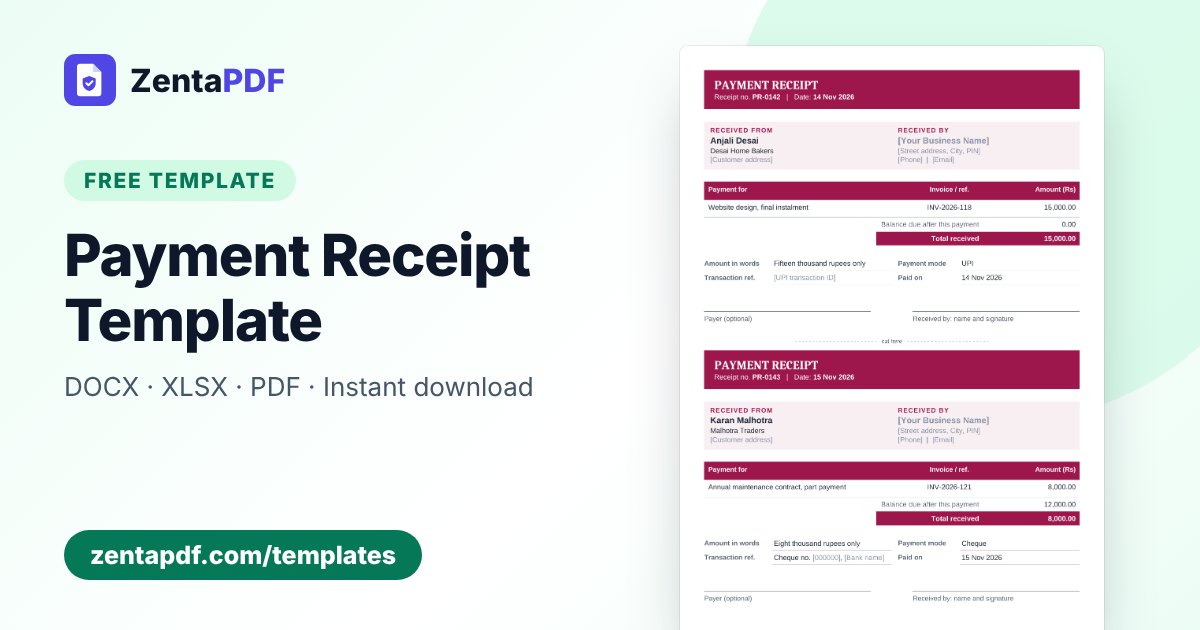 ZentaPDF
FREE TEMPLATE
Payment Receipt
Template
DOCX · XLSX · PDF · Instant download
zentapdf.com/templates
PAYMENT RECEIPT
Receipt no. PR-0142 | Date: 14 Nov 2026
RECEIVED FROM RECEIVED BY
Anjali Desai [Your Business Name]
Desai Home Bakers [Street address, City, PIN]
[Customer address] [Phone] | [Email]
Payment for Invoice / ref. Amount (Rs)
Website design, final instalment INV-2026-118 15,000.00
Balance due after this payment 0.00
Total received 15,000.00
Amount in words Fifteen thousand rupees only Payment mode UPI
Transaction ref. [UPI transaction ID] Paid on 14 Nov 2026
Payer (optional) Received by: name and signature
cut here
PAYMENT RECEIPT
Receipt no. PR-0143 | Date: 15 Nov 2026
RECEIVED FROM RECEIVED BY
Karan Malhotra [Your Business Name]
Malhotra Traders [Street address, City, PIN]
[Customer address] [Phone] | [Email]
Payment for Invoice / ref. Amount (Rs)
Annual maintenance contract, part payment INV-2026-121 8,000.00
Balance due after this payment 12,000.00
Total received 8,000.00
Amount in words Eight thousand rupees only Payment mode Cheque
Transaction ref. Cheque no. [000000], [Bank name] Paid on 15 Nov 2026
Payer (optional) Received by: name and signature